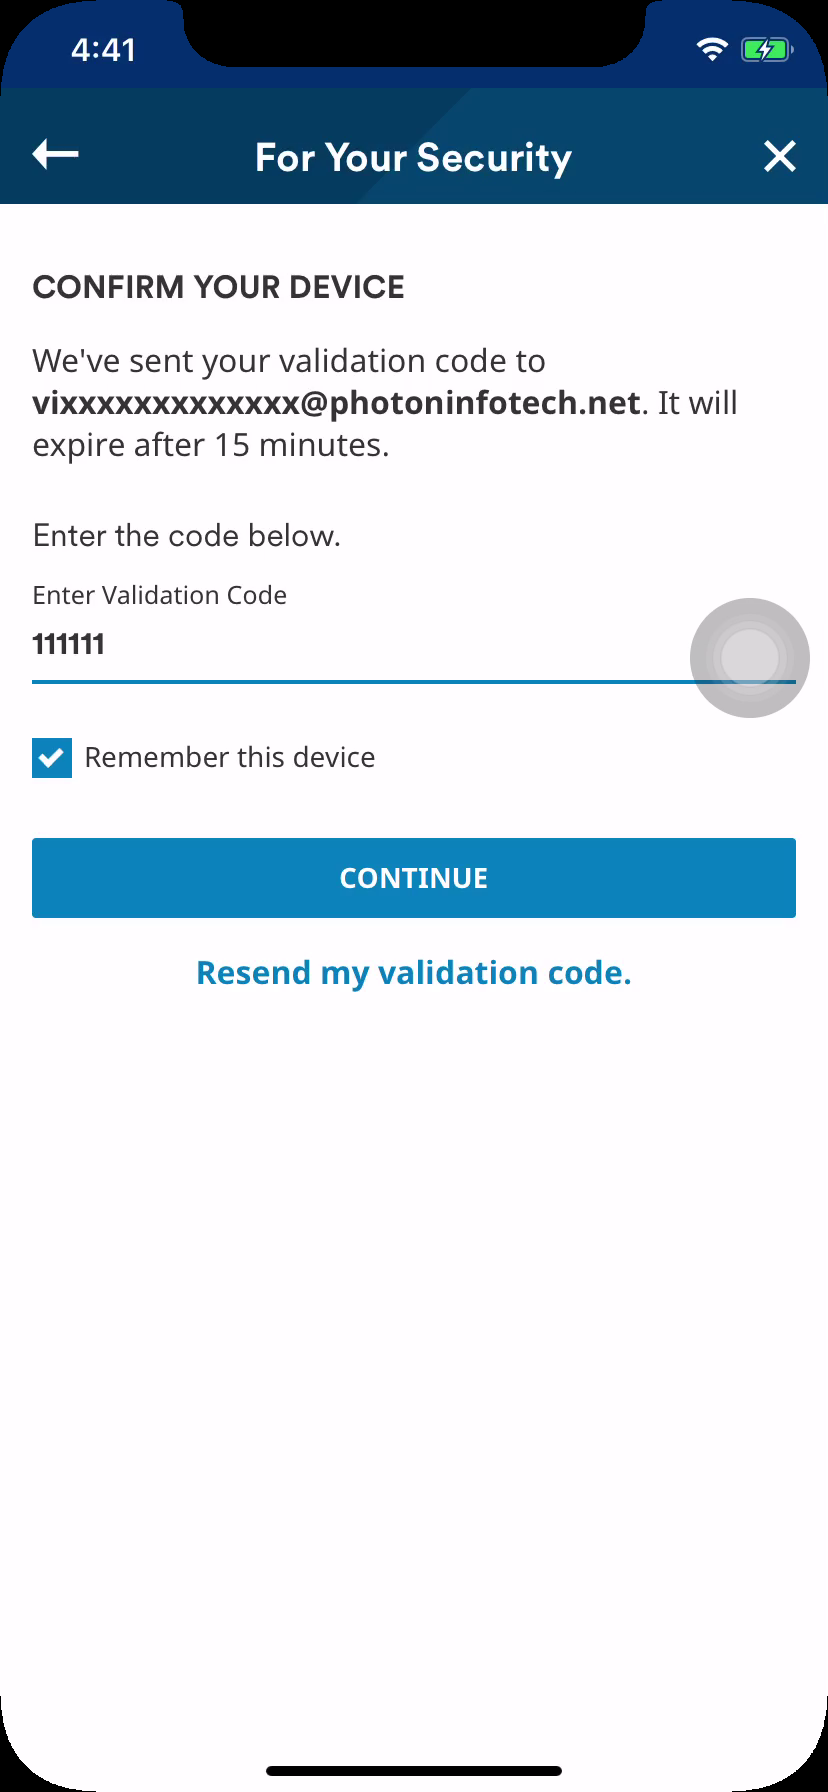 4:41
For Your Security
CONFIRM YOUR DEVICE
We've sent your validation code to
vixxxxxxxxxxxxx@photoninfotech.net. It will
expire after 15 minutes.
Enter the code below.
Enter Validation Code
111111
Remember this device
CONTINUE
Resend my validation code.